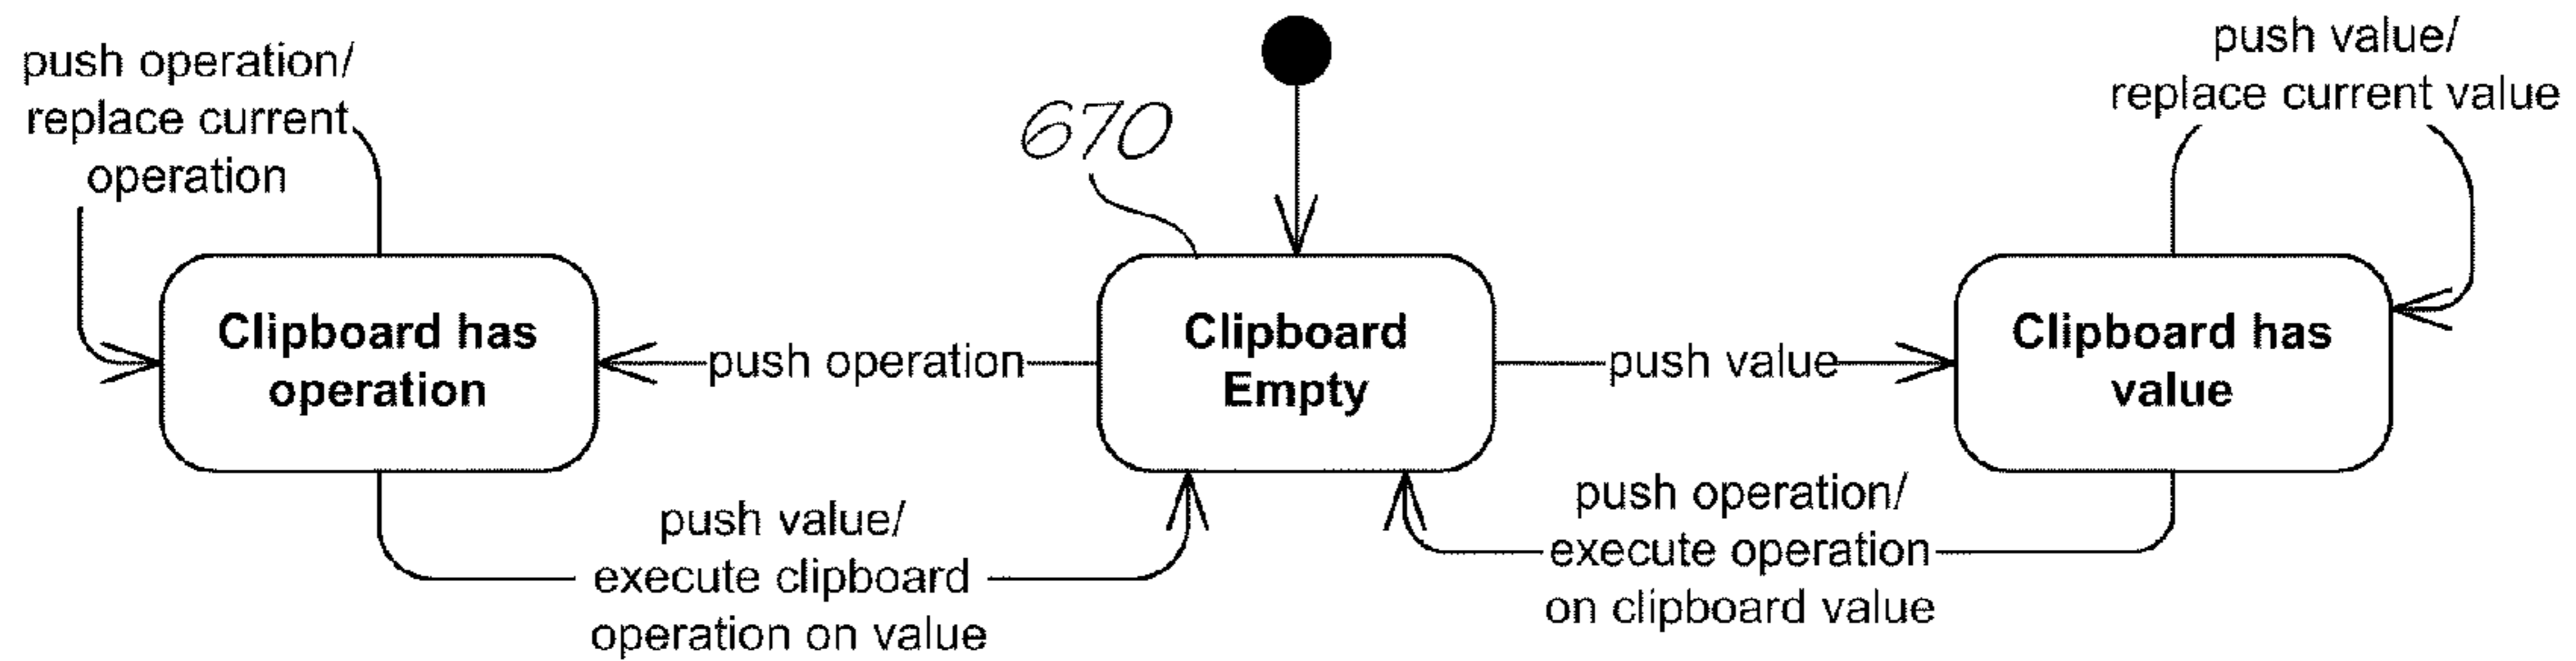 push operation/
replace current
operation
670
push value/
replace current value
Clipboard has
operation
push operation
Clipboard
Empty
push value
Clipboard has
value
push value/
execute clipboard
operation on value
push operation/
execute operation
on clipboard value